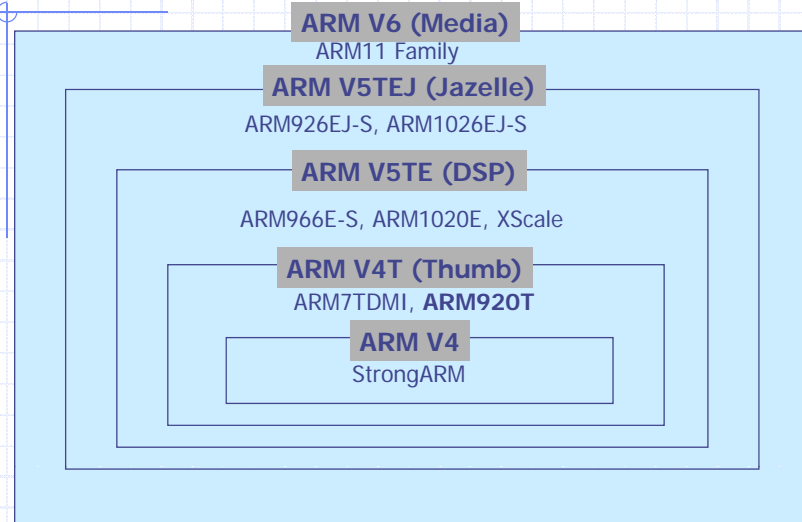 ARM V6 (Media)
ARM11 Family
ARM V5TEJ (Jazelle)
ARM926EJ-S, ARM1026EJ-S
ARM V5TE (DSP)
ARM966E-S, ARM1020E, XScale
ARM V4T (Thumb)
ARM7TDMI, ARM920T
ARM V4
StrongARM